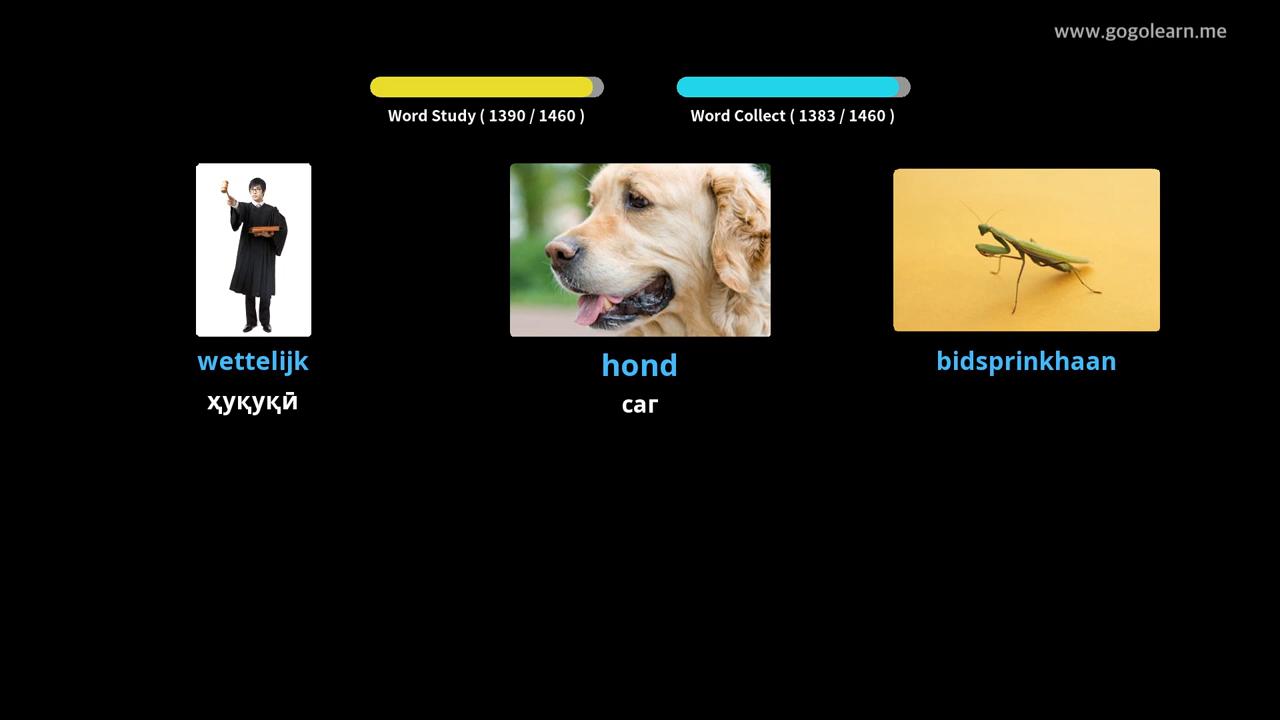 www.gogolearn.me
Word Study ( 1390 / 1460 )
Word Collect ( 1383 / 1460 )
wettelijk
ҳуқуқӣ
hond
саг
bidsprinkhaan